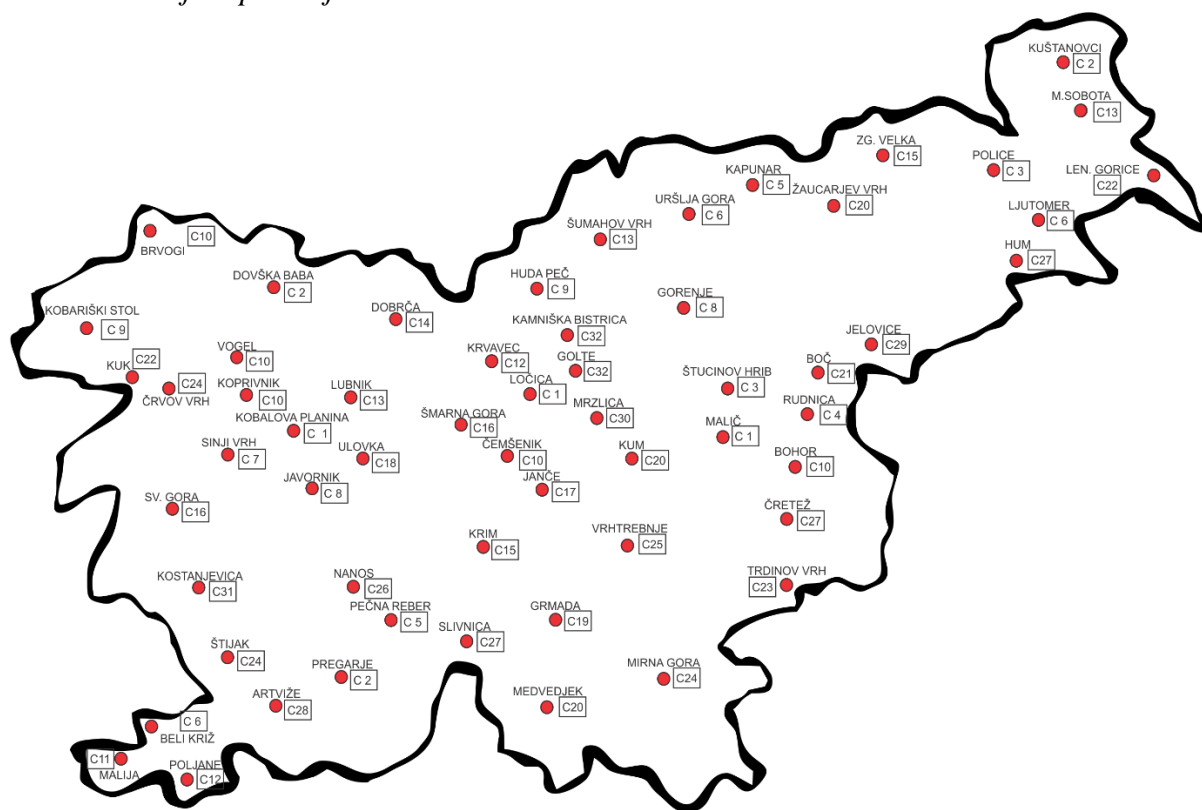 KUŠTANOVCI
C 2
M.SOBOTA
C13
ZG. VELKA
C15
POLICE
C 3
LEN. GORICE
C22
KAPUNAR
C 5
ŽAUCARJEV VRH
C20
URŠLJA GORA
C 6
LJUTOMER
C 6
ŠUMAHOV VRH
C13
BRVOGI
C10
HUM
C27
DOVŠKA BABA
C 2
HUDA PEČ
C 9
GORENJE
C 8
DOBRČA
C14
KOBARIŠKI STOL
C 9
KAMNIŠKA BISTRICA
C32
JELOVICE
C29
VOGEL
C10
KRVAVEC
C12
GOLTE
C32
BOČ
C21
KUK
C22
C24
ČRVOV VRH
KOPRIVNIK
C10
LUBNIK
C13
LOČICA
C 1
ŠTUCINOV HRIB
C 3
KOBALOVA PLANINA
C 1
ŠMARNA GORA
C16
MRZLICA
C30
RUDNICA
C 4
MALIČ
C 1
SINJI VRH
C 7
ULOVKA
C18
ČEMŠENIK
C10
KUM
C20
BOHOR
C10
JAVORNIK
C 8
JANČE
C17
SV. GORA
C16
ČRETEŽ
C27
KRIM
C15
VRHTREBNJE
C25
KOSTANJEVICA
C31
NANOS
C26
TRDINOV VRH
C23
PEČNA REBER
C 5
GRMADA
C19
SLIVNICA
C27
ŠTIJAK
C24
PREGARJE
C 2
MIRNA GORA
C24
ARTVIŽE
C28
MEDVEDJEK
C20
C 6
BELI KRIŽ
C11
MALIJA
POLJANE
C12